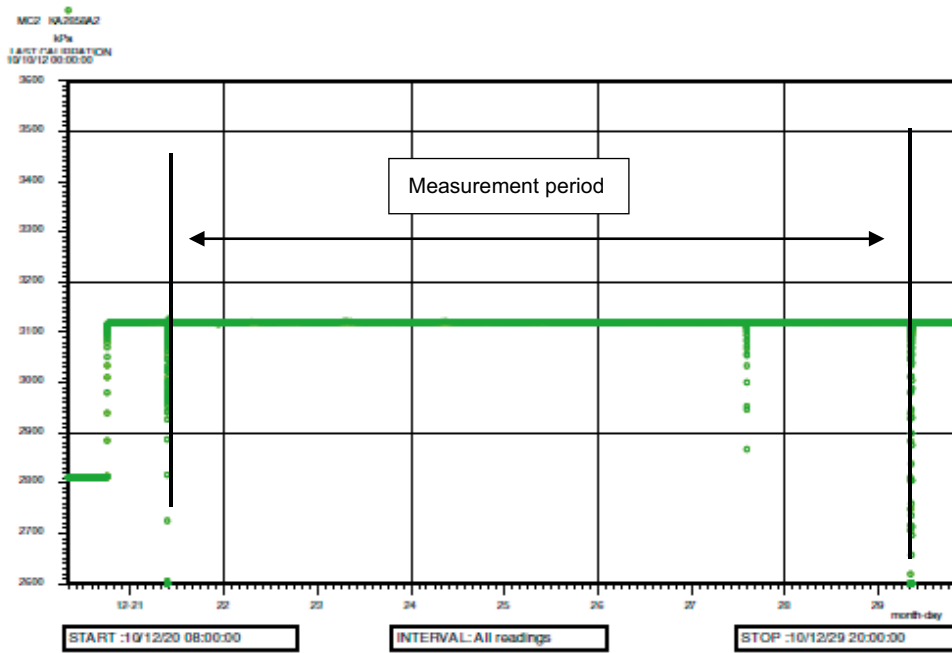 MC2 KA2858A2
kPa
LAST CALIBRATION
10/10/12 00:00:00
3600
3500
3400
3300
3200
3100
3000
2900
2800
2700
2600
Measurement period
12-21 22 23 24 25 26 27 28 29
month-day
START :10/12/20 08:00:00 INTERVAL: All readings STOP :10/12/29 20:00:00